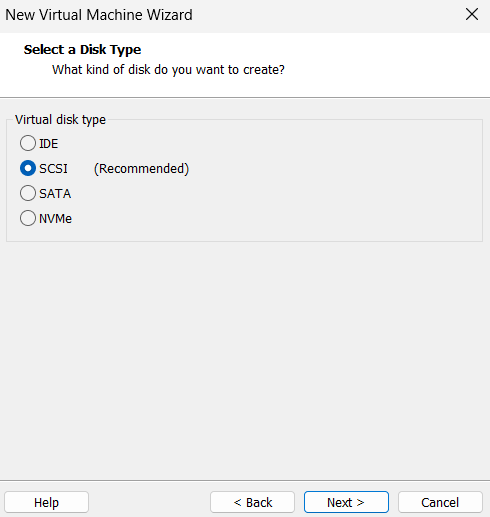 New Virtual Machine Wizard
Select a Disk Type
What kind of disk do you want to create?
Virtual disk type
IDE
SCSI (Recommended)
SATA
NVMe
Help < Back Next > Cancel